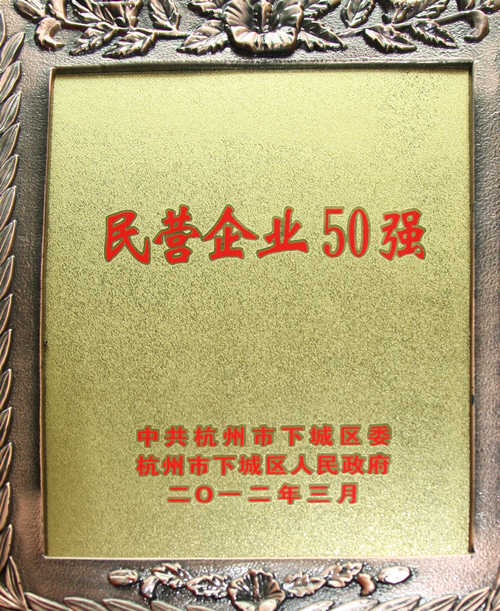 民营企业50强
中共杭州市下城区委
杭州市下城区人民政府
二〇一二年三月